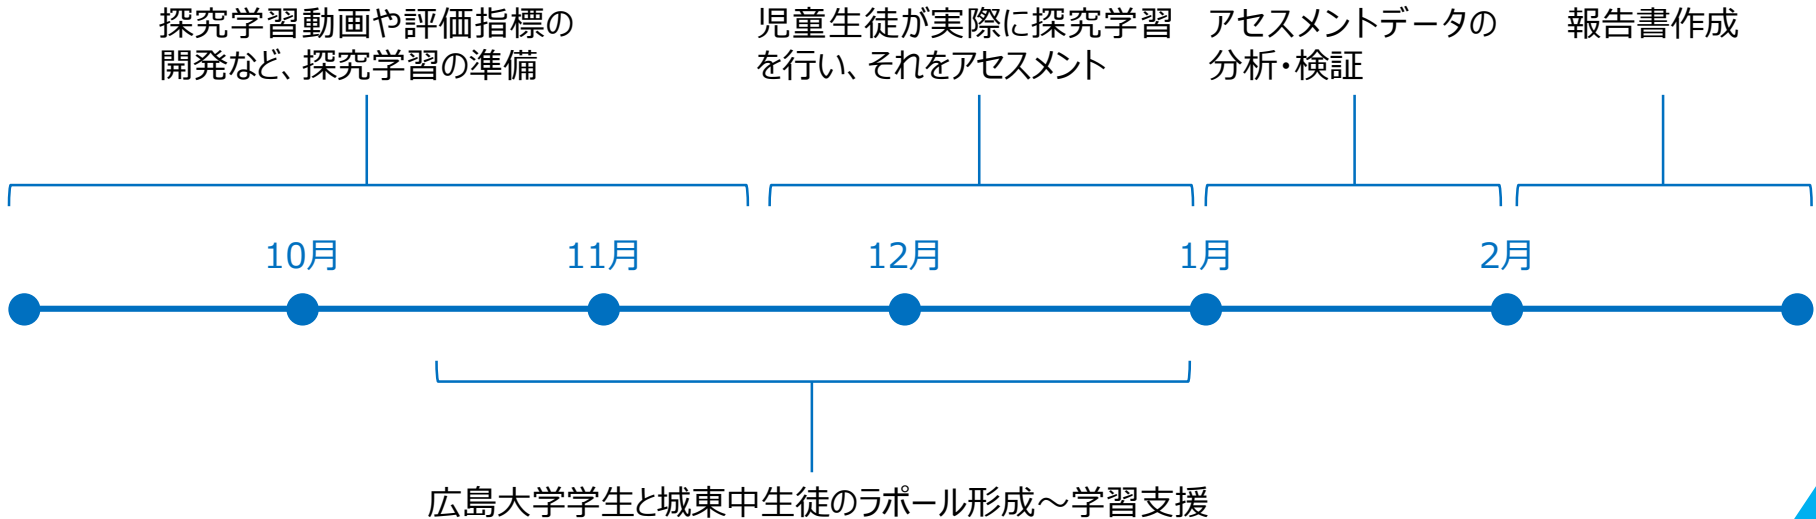 探究学習動画や評価指標の
開発など、探究学習の準備
児童生徒が実際に探究学習
を行い、それをアセスメント
アセスメントデータの
分析・検証
報告書作成
10月
11月
12月
1月
2月
広島大学学生と城東中生徒のラポール形成～学習支援